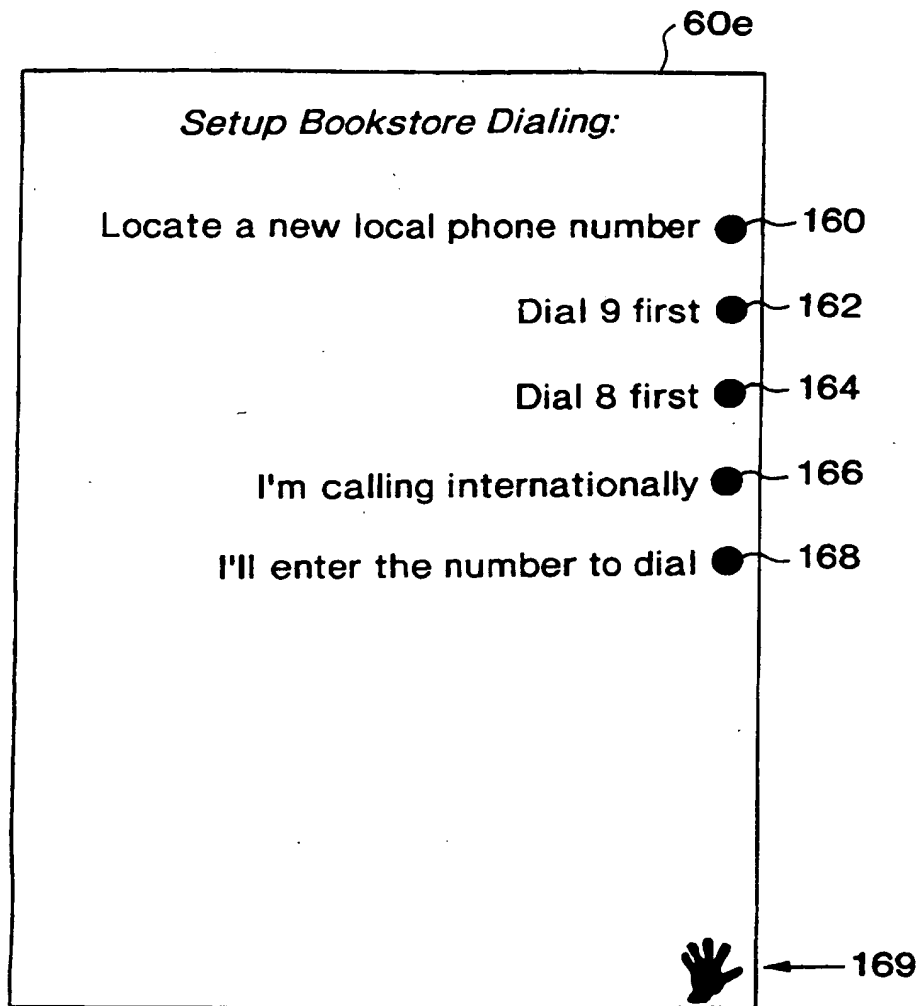 60e
Setup Bookstore Dialing:
Locate a new local phone number 160
Dial 9 first 162
Dial 8 first 164
I'm calling internationally 166
I'll enter the number to dial 168
169